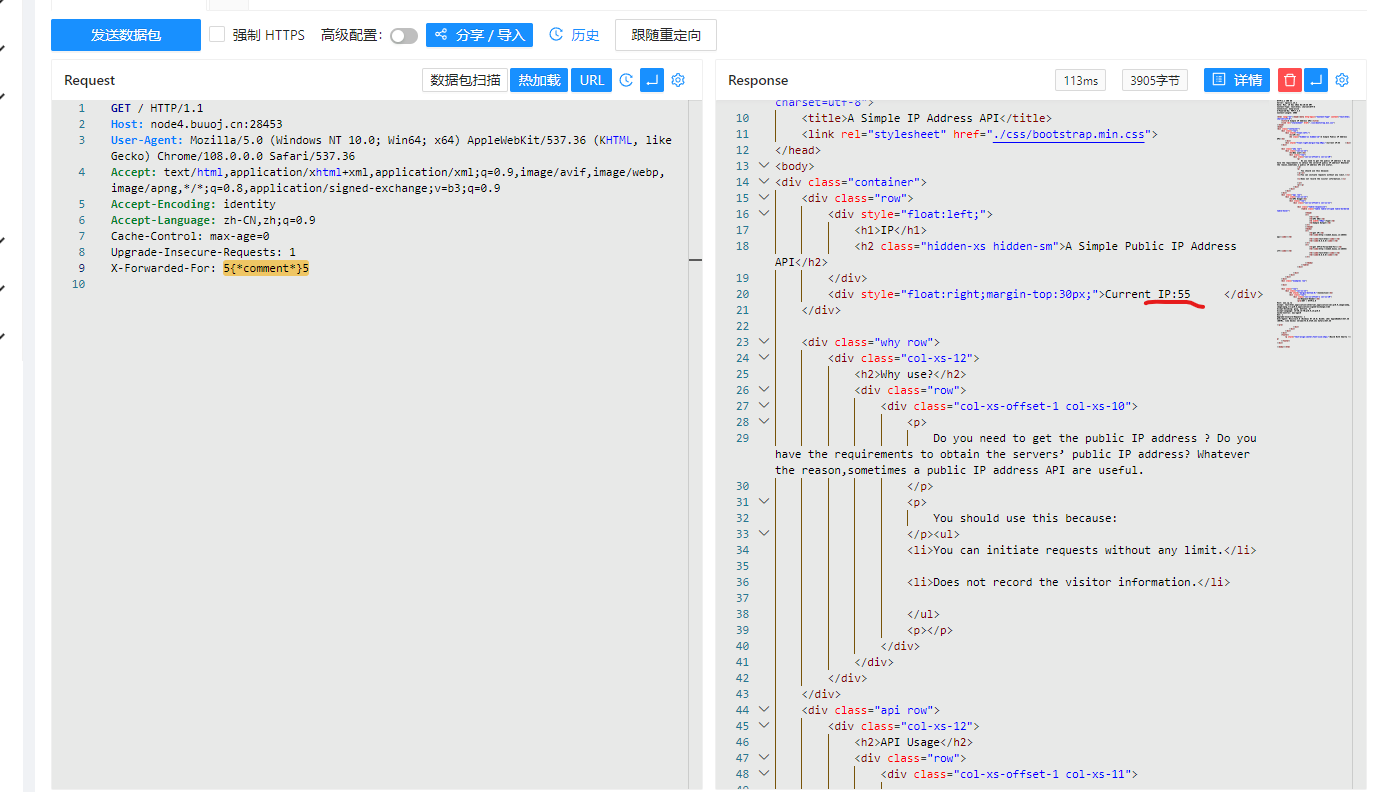 发送数据包 强制 HTTPS 高级配置: 分享 / 导入 历史 跟随重定向
Request 数据包扫描 热加载 URL
1 GET / HTTP/1.1
2 Host: node4.buuoj.cn:28453
3 User-Agent: Mozilla/5.0 (Windows NT 10.0; Win64; x64) AppleWebKit/537.36 (KHTML, like
Gecko) Chrome/108.0.0.0 Safari/537.36
4 Accept: text/html,application/xhtml+xml,application/xml;q=0.9,image/avif,image/webp,
image/apng,*/*;q=0.8,application/signed-exchange;v=b3;q=0.9
5 Accept-Encoding: identity
6 Accept-Language: zh-CN,zh;q=0.9
7 Cache-Control: max-age=0
8 Upgrade-Insecure-Requests: 1
9 X-Forwarded-For: 5{*comment*}5
10
Response 113ms 3905字节 详情
charset=utf-8">
10 <title>A Simple IP Address API</title>
11 <link rel="stylesheet" href="./css/bootstrap.min.css">
12 </head>
13 <body>
14 <div class="container">
15 <div class="row">
16 <div style="float:left;">
17 <h1>IP</h1>
18 <h2 class="hidden-xs hidden-sm">A Simple Public IP Address
API</h2>
19 </div>
20 <div style="float:right;margin-top:30px;">Current IP:55 </div>
21 </div>
22
23 <div class="why row">
24 <div class="col-xs-12">
25 <h2>Why use?</h2>
26 <div class="row">
27 <div class="col-xs-offset-1 col-xs-10">
28 <p>
29 Do you need to get the public IP address ? Do you
have the requirements to obtain the servers’ public IP address? Whatever
the reason,sometimes a public IP address API are useful.
30 </p>
31 <p>
32 You should use this because:
33 </p><ul>
34 <li>You can initiate requests without any limit.</li>
35
36 <li>Does not record the visitor information.</li>
37
38 </ul>
39 <p></p>
40 </div>
41 </div>
42 </div>
43 </div>
44 <div class="api row">
45 <div class="col-xs-12">
46 <h2>API Usage</h2>
47 <div class="row">
48 <div class="col-xs-offset-1 col-xs-11">